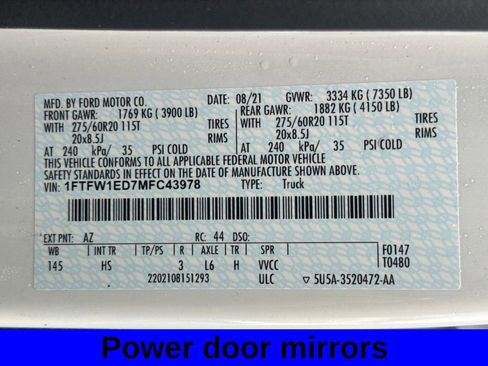 MFD. BY FORD MOTOR CO. DATE: 08/21 GVWR: 3334 KG ( 7350 LB)
FRONT GAWR: 1769 KG ( 3900 LB) REAR GAWR: 1882 KG ( 4150 LB)
WITH 275/60R20 115T TIRES WITH 275/60R20 115T TIRES
20x8.5J RIMS 20x8.5J RIMS
AT 240 kPa/ 35 PSI COLD AT 240 kPa/ 35 PSI COLD
THIS VEHICLE CONFORMS TO ALL APPLICABLE FEDERAL MOTOR VEHICLE
SAFETY STANDARDS IN EFFECT ON THE DATE OF MANUFACTURE SHOWN ABOVE.
VIN: 1FTFW1ED7MFC43978 TYPE: Truck
EXT PNT: AZ RC: 44 DSO:
WB INT TR TP/PS R AXLE TR SPR F0147
145 HS 3 L6 H VVCC T0480
2202108151293 ULC ▽ 5U5A-3520472-AA
Power door mirrors